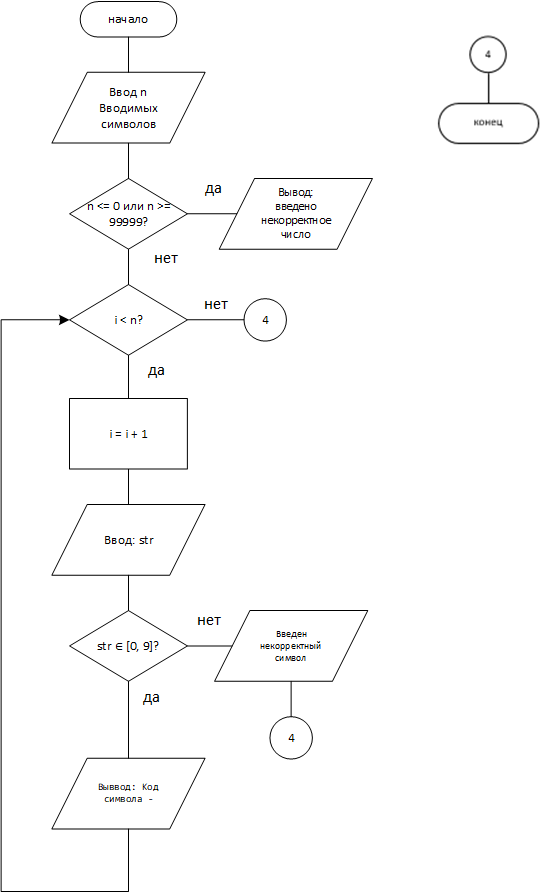 начало
4
конец
Ввод n
Вводимых
символов
n <= 0 или n >=
99999?
да
Вывод:
введено
некорректное
число
нет
i < n?
нет
4
да
i = i + 1
Ввод: str
str ∈ [0, 9]?
нет
Введен
некорректный
символ
4
да
Выввод: Код
символа -